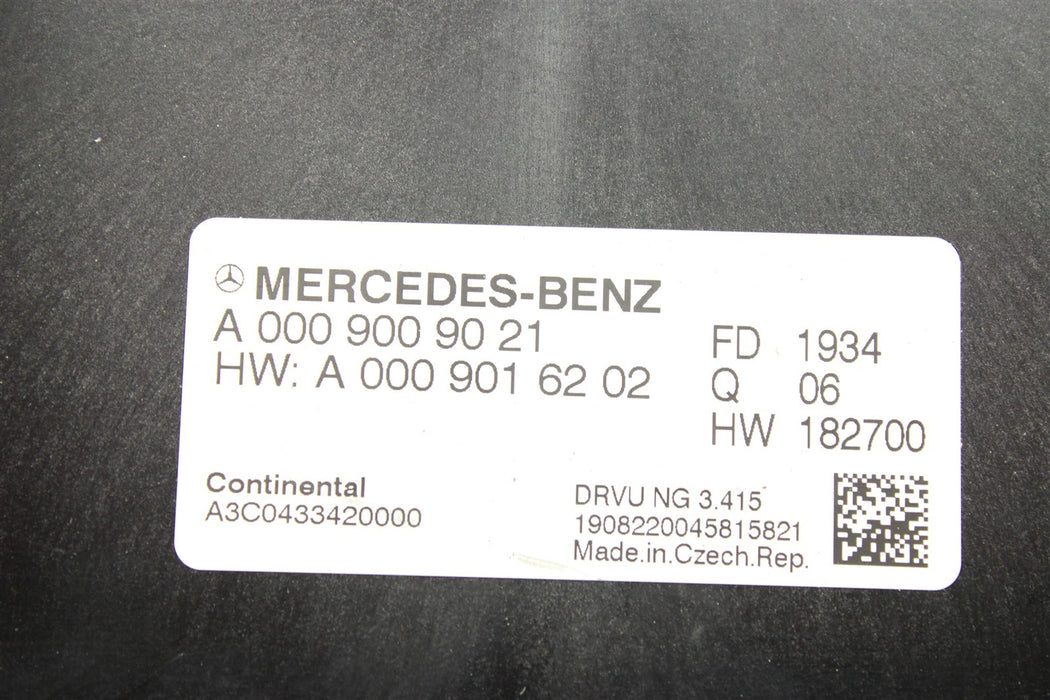 MERCEDES-BENZ
A 000 900 90 21
HW: A 000 901 62 02
FD 1934
Q 06
HW 182700
Continental
A3C0433420000
DRVU NG 3.415
1908220045815821
Made.in.Czech.Rep.